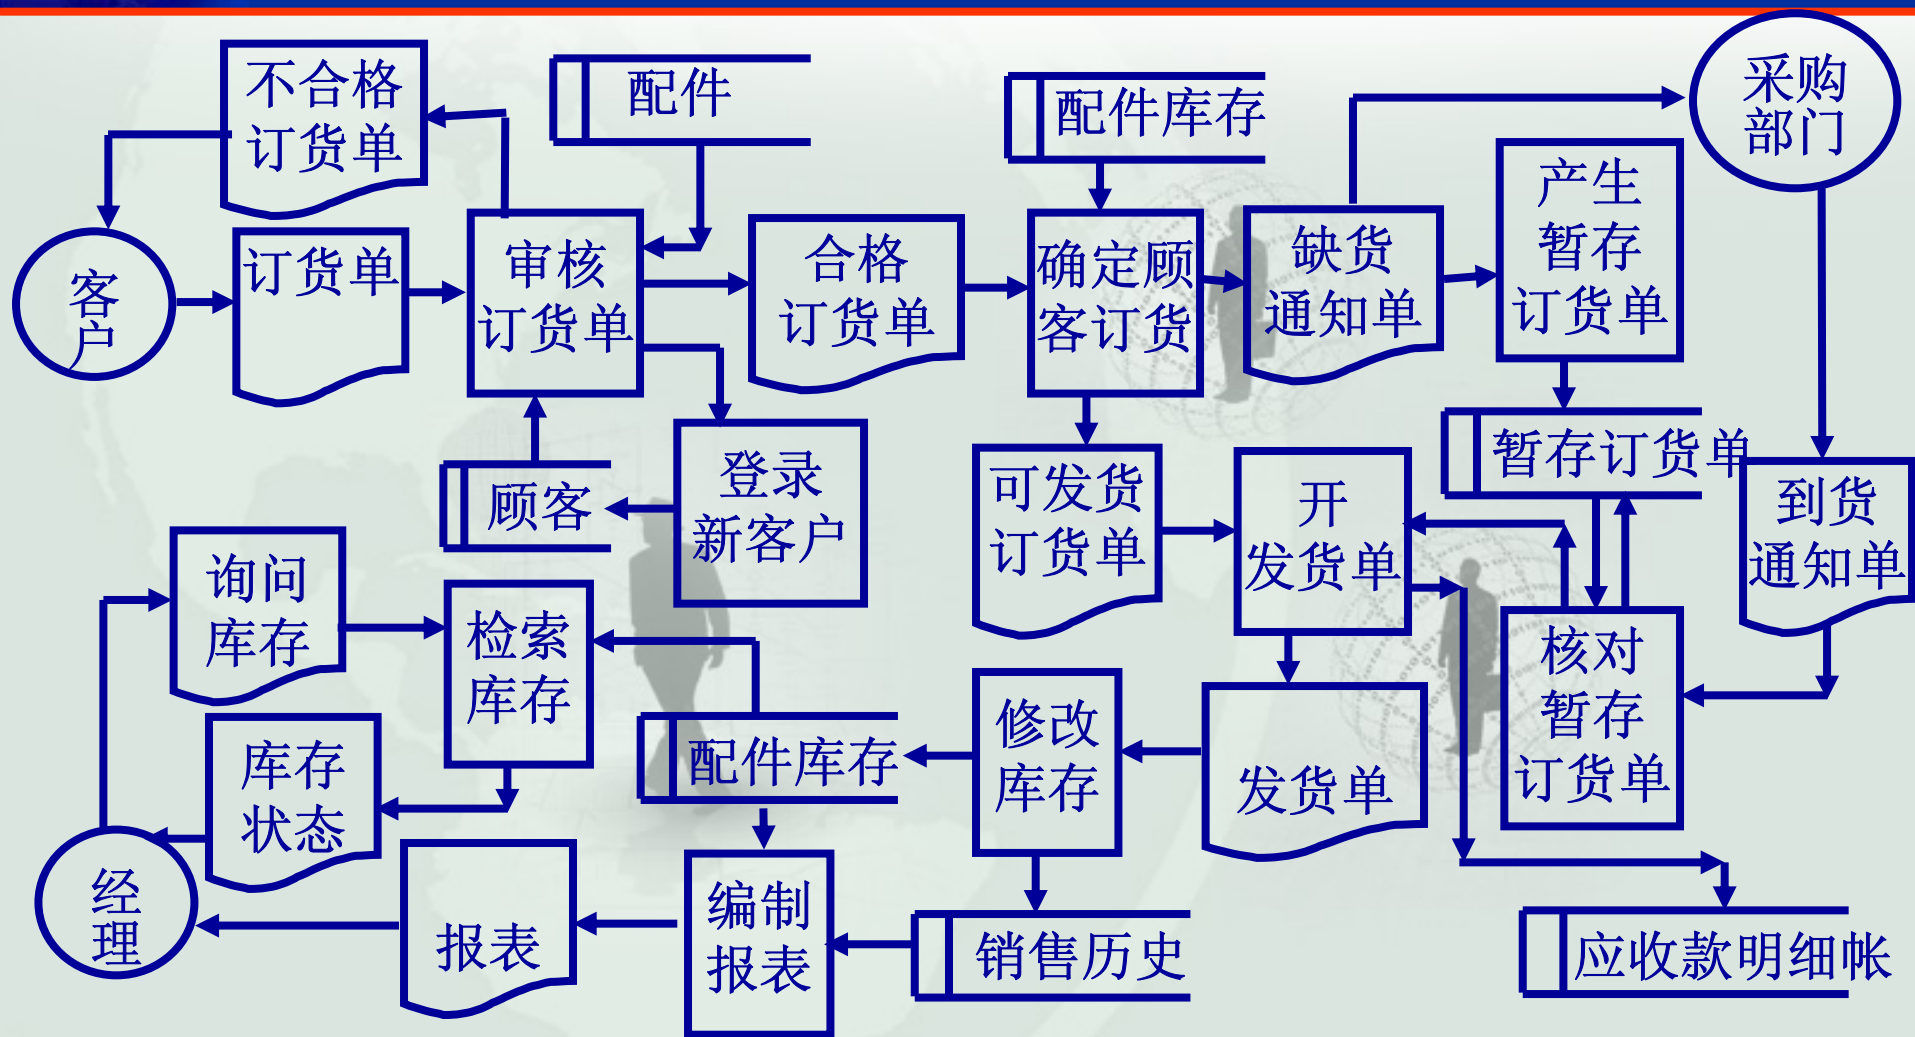 不合格
订货单
配件
配件库存
采购
部门
客
户
订货单
审核
订货单
合格
订货单
确定顾
客订货
缺货
通知单
产生
暂存
订货单
顾客
登录
新客户
可发货
订货单
开
发货单
暂存订货单
到货
通知单
询问
库存
检索
库存
配件库存
修改
库存
发货单
核对
暂存
订货单
库存
状态
经
理
报表
编制
报表
销售历史
应收款明细帐